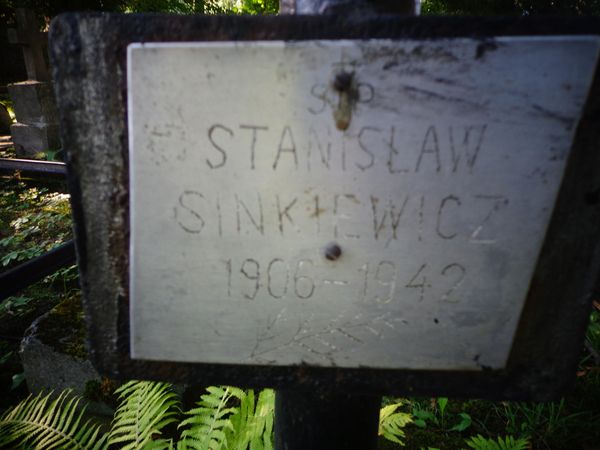 Ś P
STANISŁAW
SINKIEWICZ
1906-1942